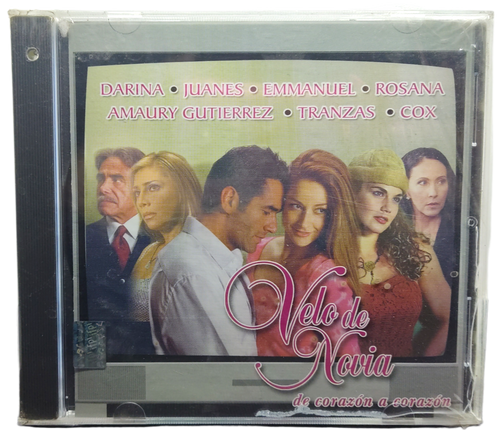 DARINA • JUANES • EMMANUEL • ROSANA
AMAURY GUTIERREZ • TRANZAS • COX
Velo de
Novia
de corazón a corazón